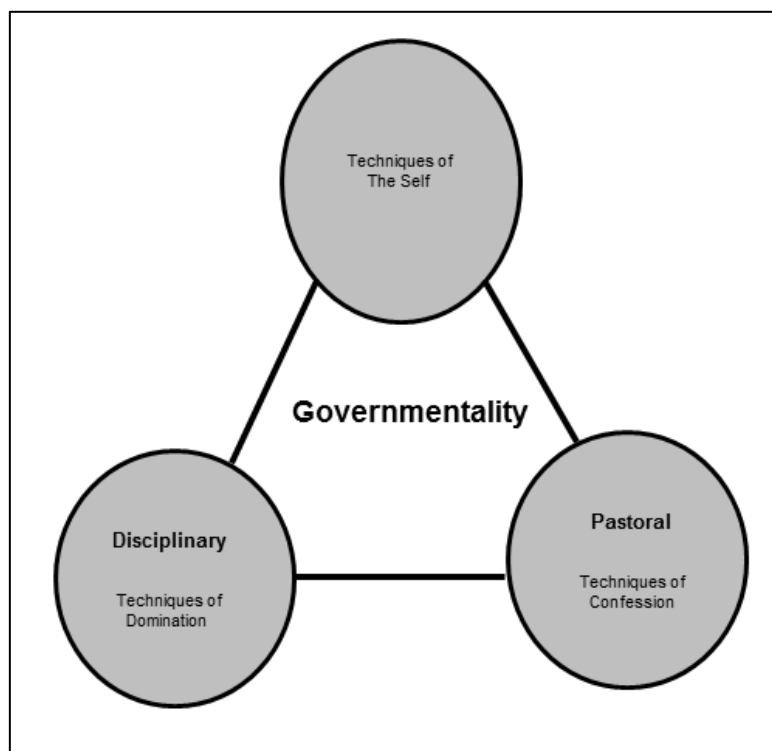 Techniques of
The Self
Governmentality
Disciplinary
Techniques of
Domination
Pastoral
Techniques of
Confession